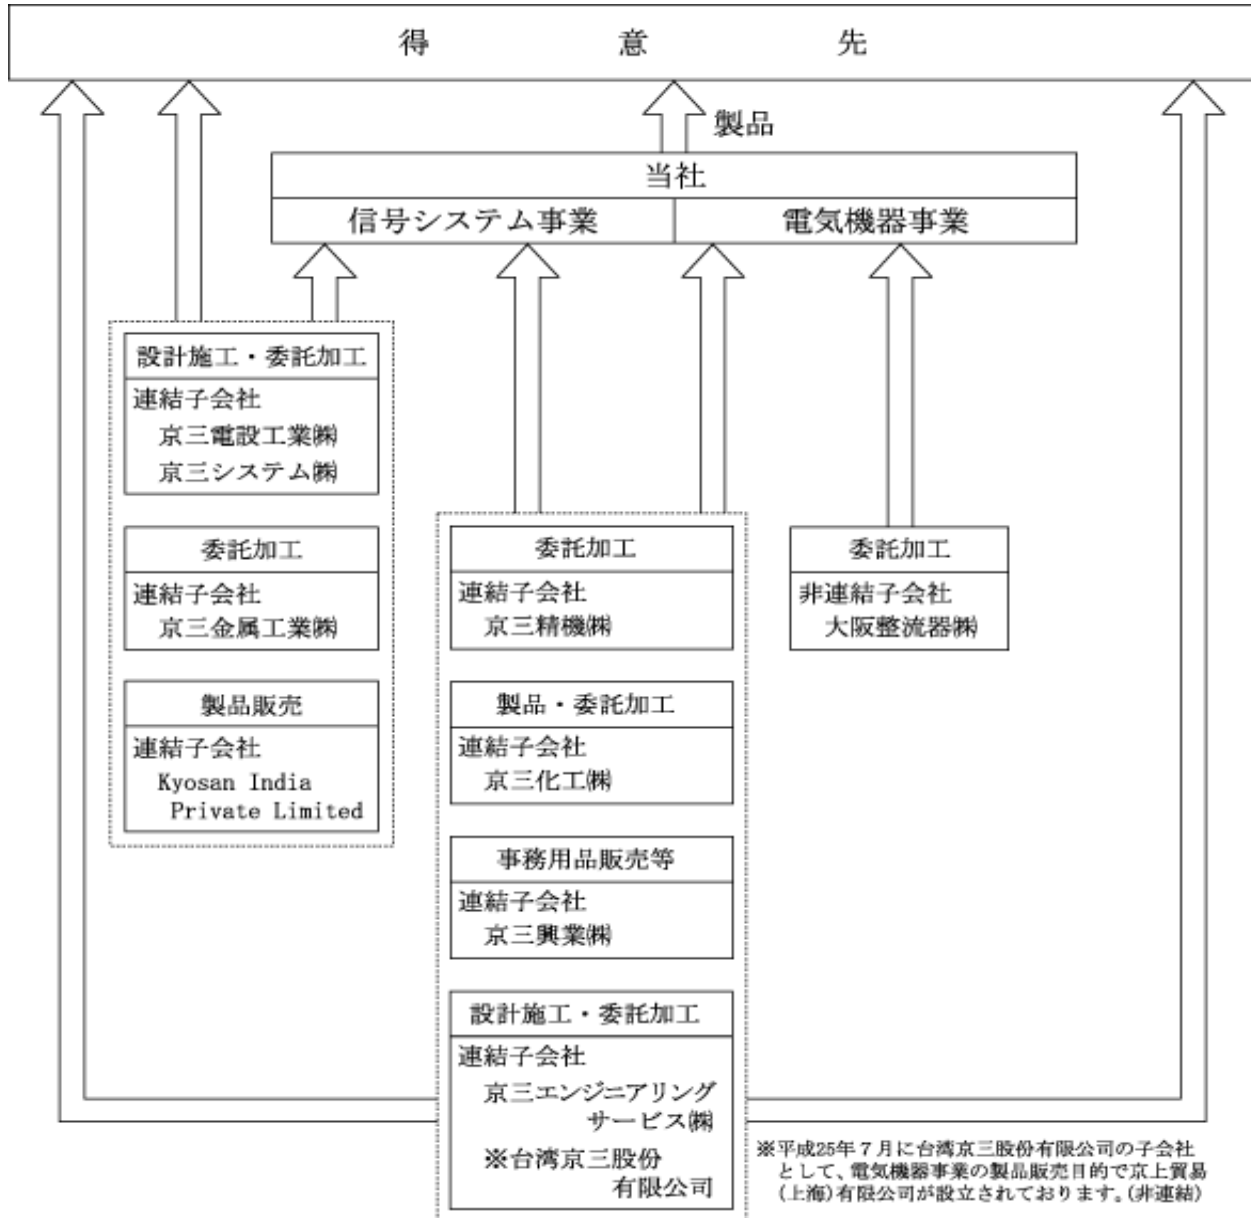 得意先
製品
当社
信号システム事業
電気機器事業
設計施工・委託加工
連結子会社
京三電設工業㈱
京三システム㈱
委託加工
連結子会社
京三金属工業㈱
製品販売
連結子会社
Kyosan India
Private Limited
委託加工
連結子会社
京三精機㈱
製品・委託加工
連結子会社
京三化工㈱
事務用品販売等
連結子会社
京三興業㈱
設計施工・委託加工
連結子会社
京三エンジニアリング
サービス㈱
※台湾京三股份
有限公司
委託加工
非連結子会社
大阪整流器㈱
※平成25年7月に台湾京三股份有限公司の子会社
として、電気機器事業の製品販売目的で京上貿易
(上海)有限公司が設立されております。(非連結)